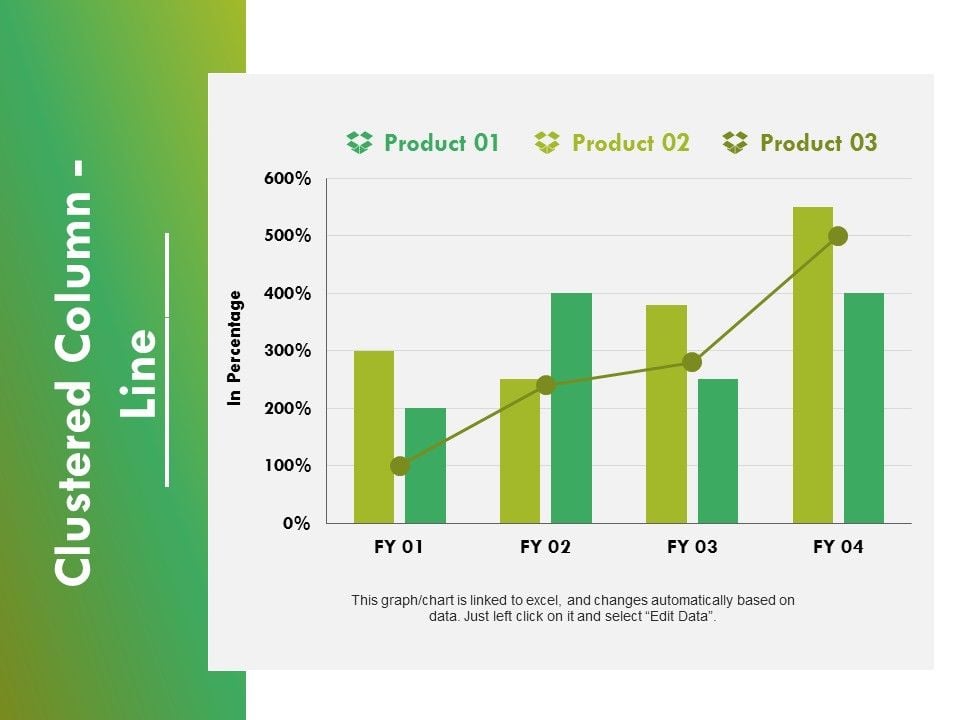 Clustered Column -
Line
Product 01 Product 02 Product 03
600%
500%
400%
300%
200%
100%
0%
In Percentage
FY 01 FY 02 FY 03 FY 04
This graph/chart is linked to excel, and changes automatically based on
data. Just left click on it and select “Edit Data”.